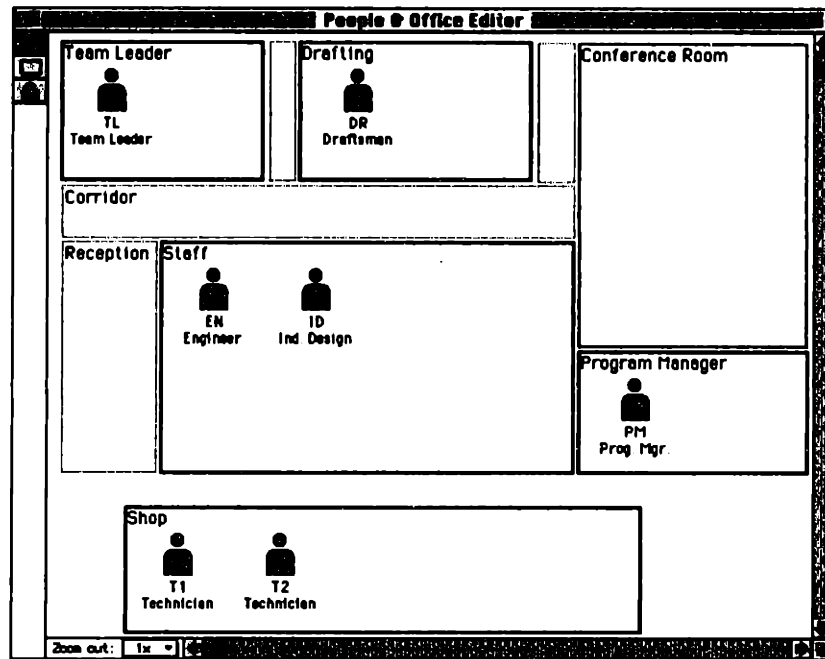 People & Office Editor
Team Leader
Drafting
Conference Room
TL
Team Leader
DR
Draftsman
Corridor
Reception
Staff
EN
Engineer
ID
Ind. Design
Program Manager
PM
Prog. Mgr.
Shop
T1
Technician
T2
Technician
Zoom out: 1x